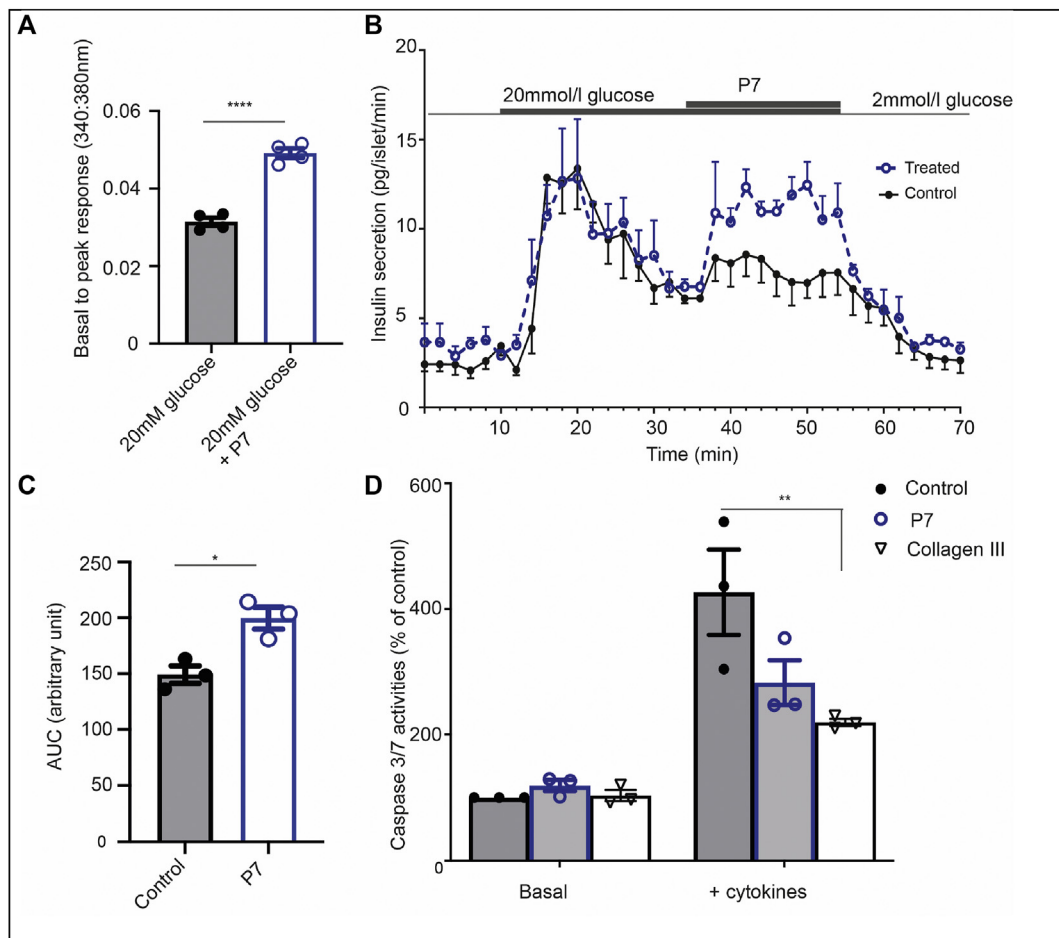 A
Basal to peak response (340:380nm)
0.06
0.04
0.02
0
****
20mM glucose
20mM glucose
+ P7
B
Insulin secretion (pg/islet/min)
20
15
10
5
0
20mmol/l glucose
P7
2mmol/l glucose
Treated
Control
10
20
30
40
50
60
70
Time (min)
C
AUC (arbitrary unit)
250
200
150
100
50
0
*
Control
P7
D
Caspase 3/7 activities (% of control)
600
400
200
0
**
Control
P7
Collagen III
Basal
+ cytokines